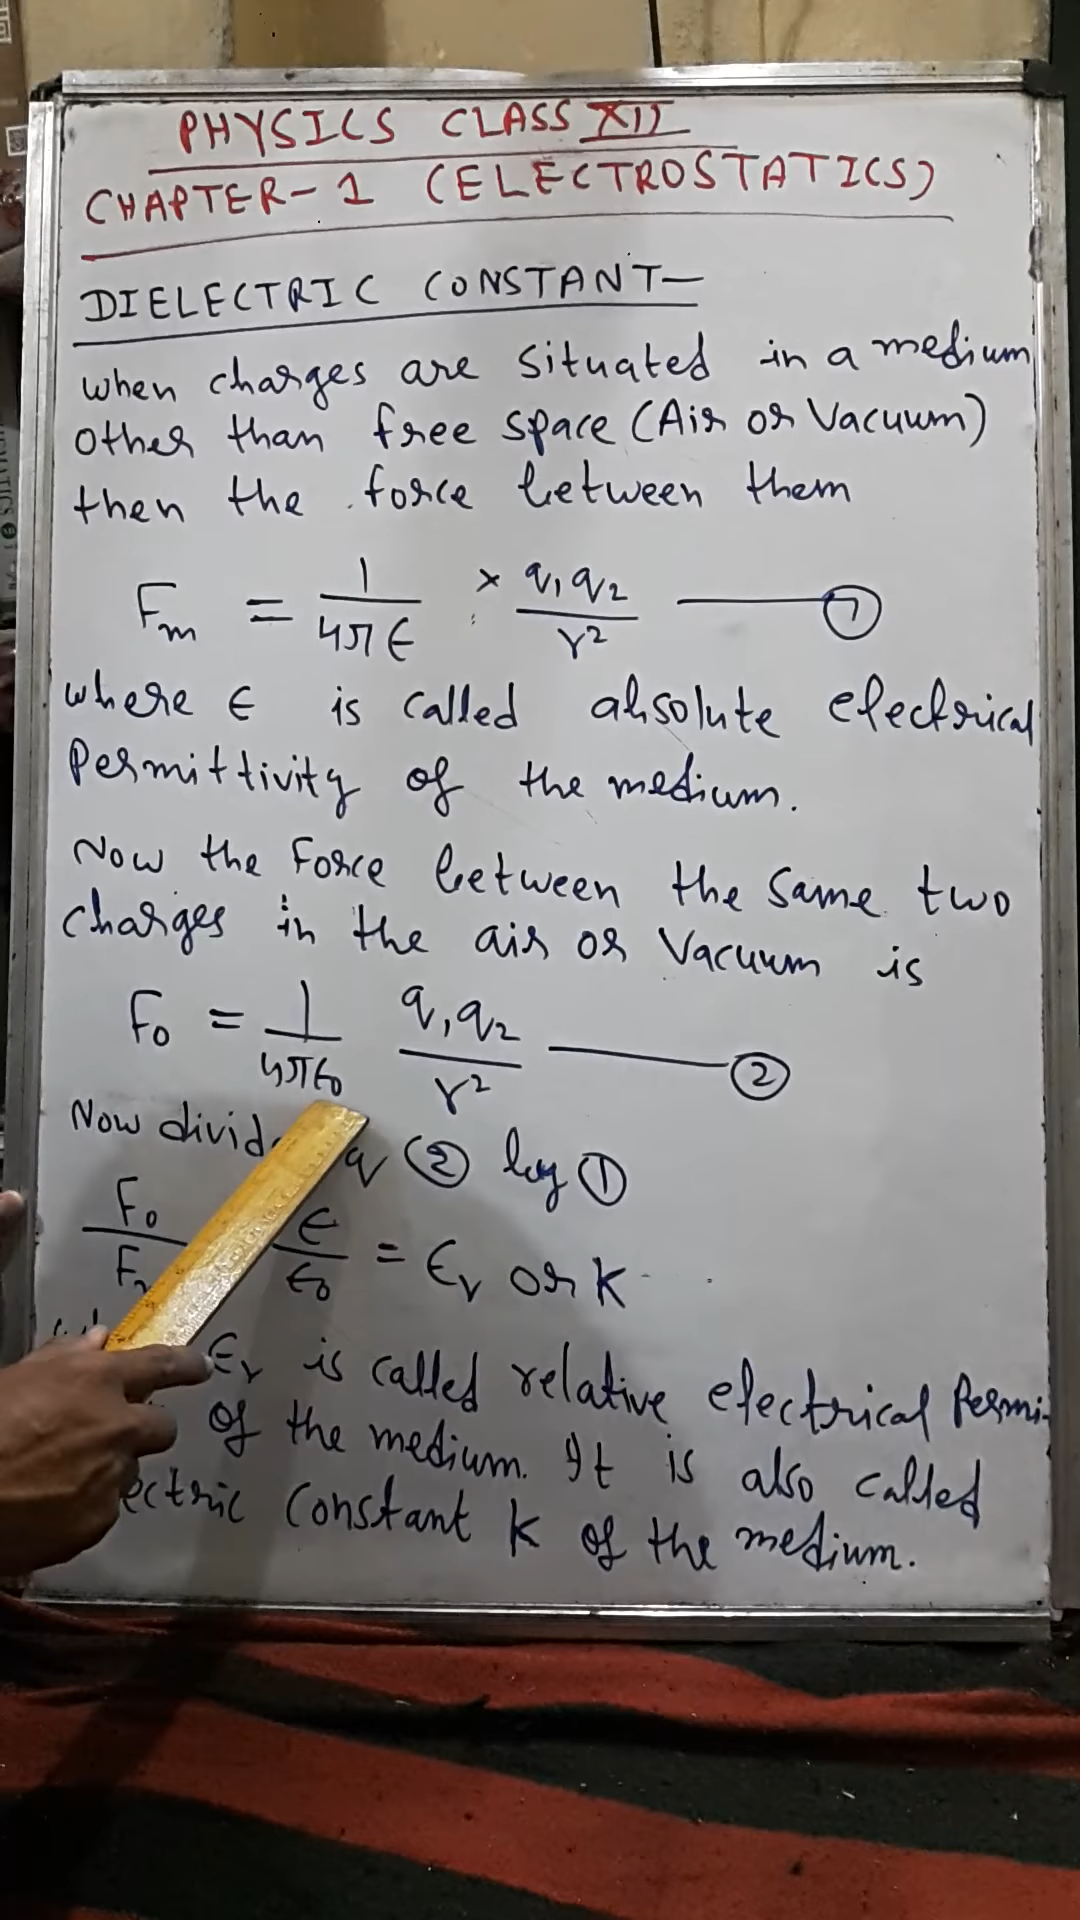 PHYSICS CLASS XII
CHAPTER-1 (ELECTROSTATICS)
DIELECTRIC CONSTANT-
when charges are situated in a medium
other than free space (Air or Vacuum)
then the force between them
Fm = 1/4πϵ × q1q2/r² ——— ①
where ϵ is called absolute electrical
Permittivity of the medium.
Now the Force between the same two
charges in the air or Vacuum is
F0 = 1/4πϵ0 q1q2/r² ——— ②
Now divid q ② by ①
F0/F ϵ/ϵ0 = ϵr or k
ϵr is called relative electrical Permi-
of the medium. It is also called
ectric constant k of the medium.